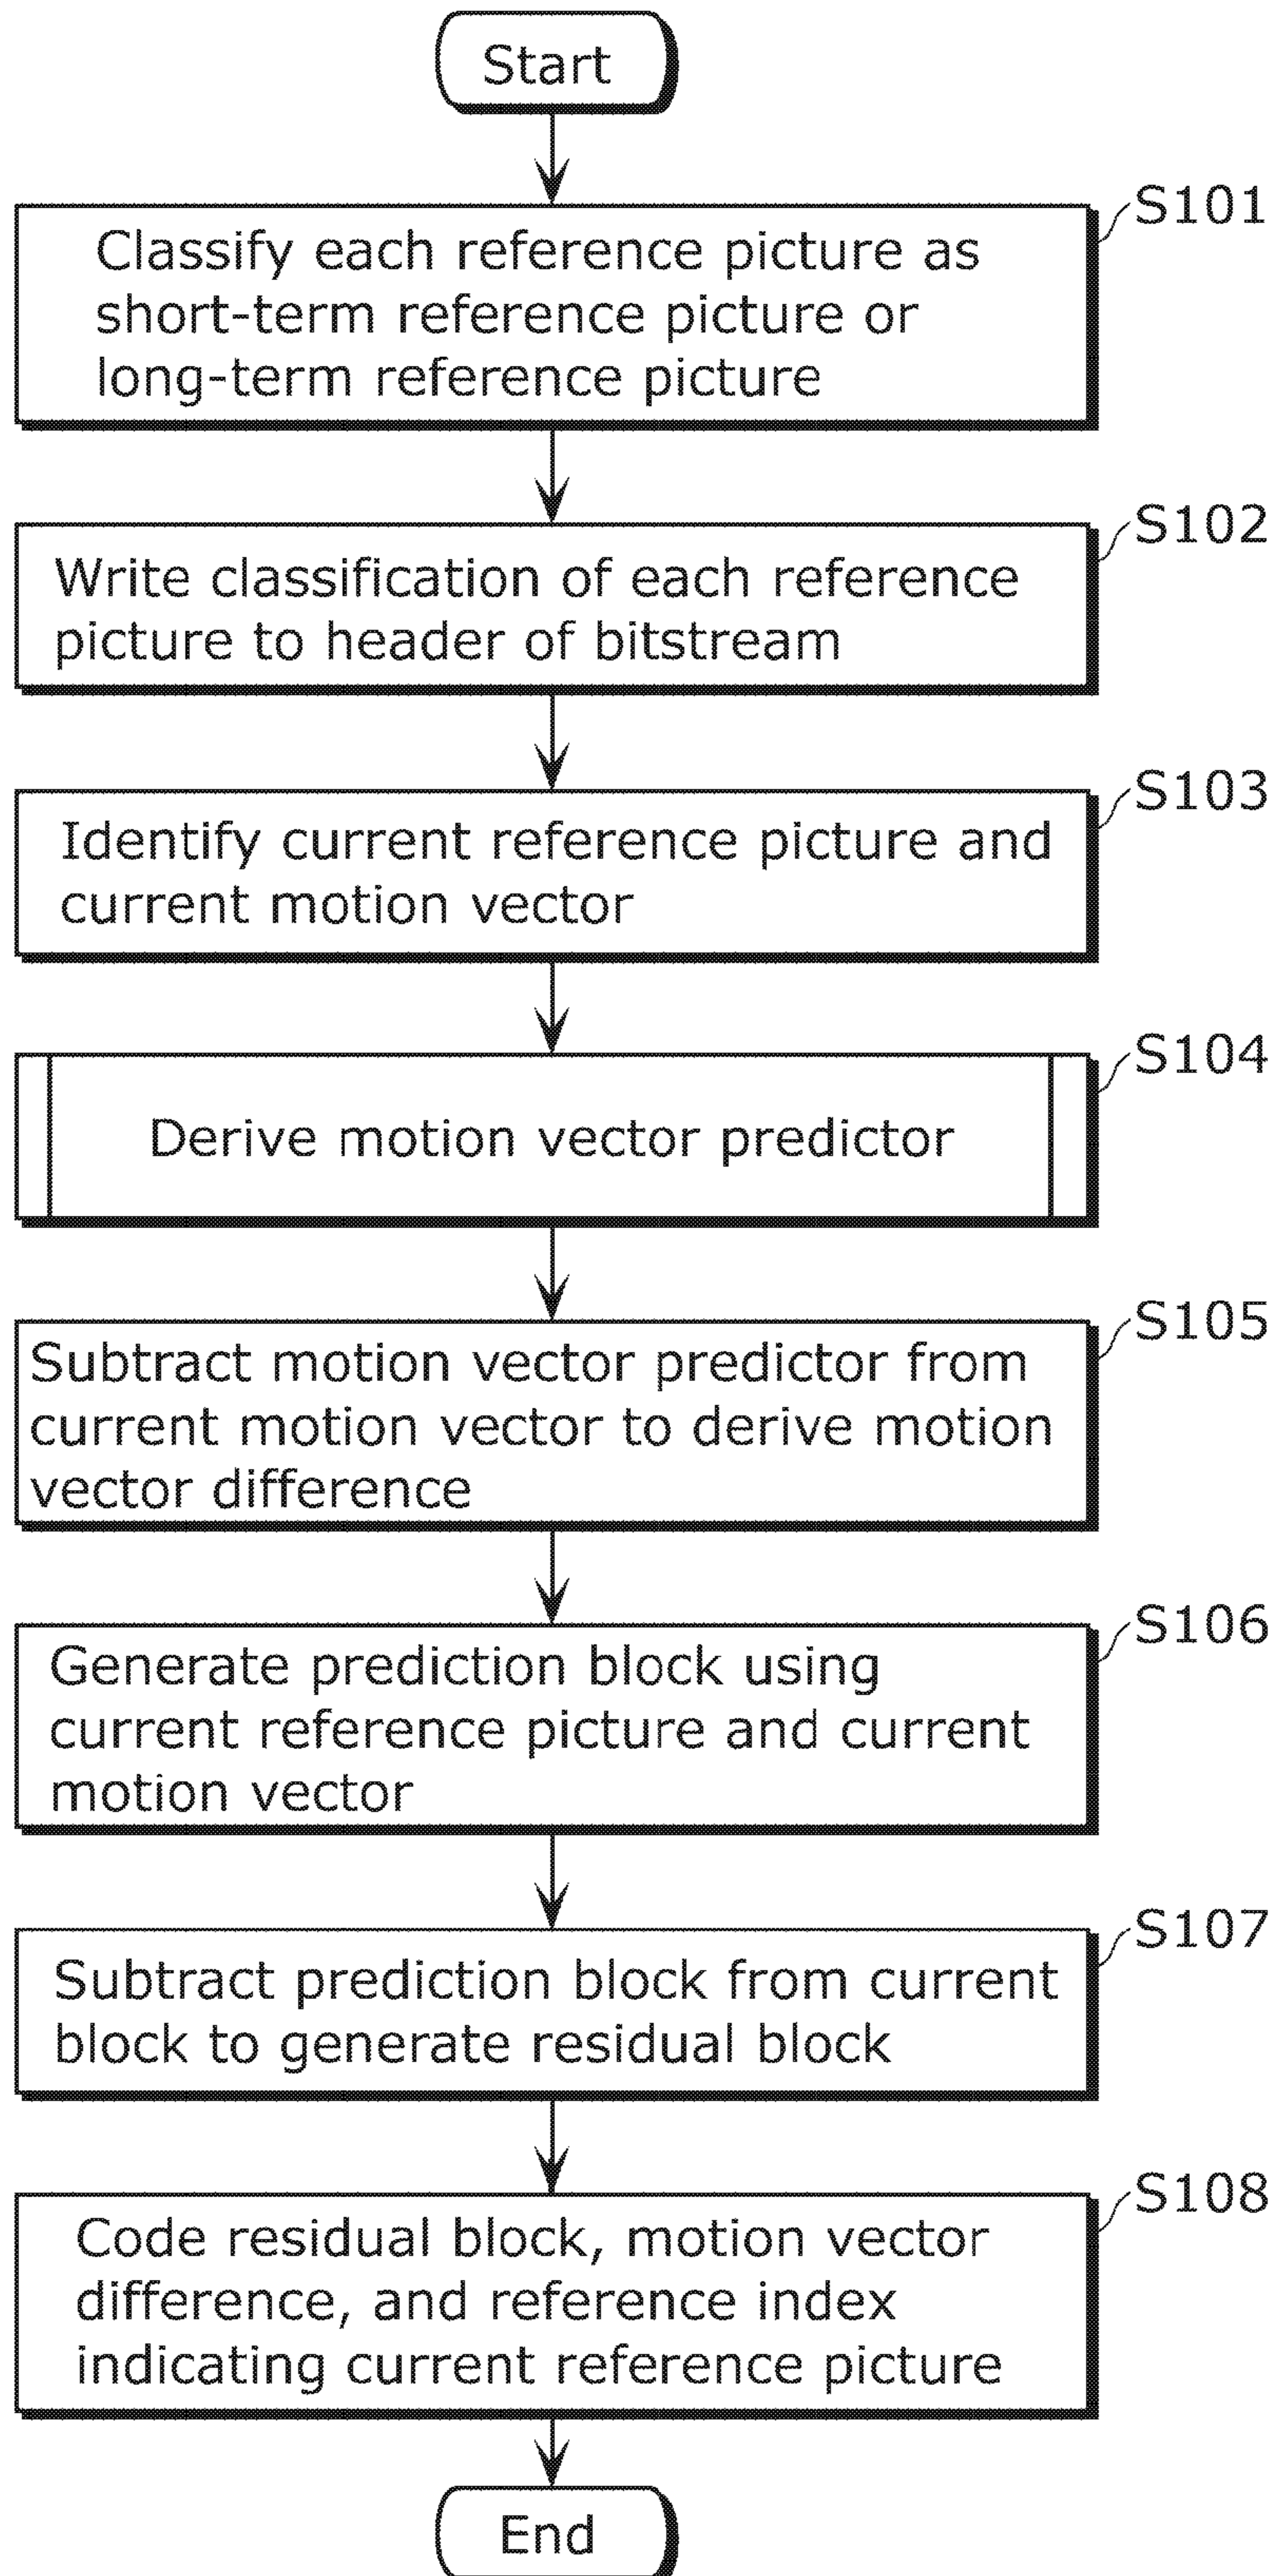 Start
S101
Classify each reference picture as
short-term reference picture or
long-term reference picture
S102
Write classification of each reference
picture to header of bitstream
S103
Identify current reference picture and
current motion vector
S104
Derive motion vector predictor
S105
Subtract motion vector predictor from
current motion vector to derive motion
vector difference
S106
Generate prediction block using
current reference picture and current
motion vector
S107
Subtract prediction block from current
block to generate residual block
S108
Code residual block, motion vector
difference, and reference index
indicating current reference picture
End